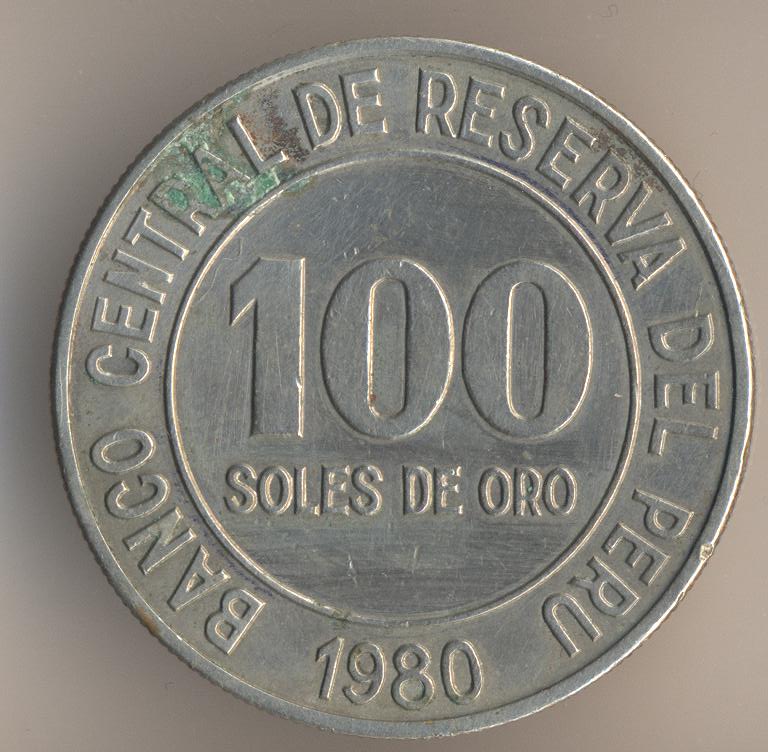 BANCO CENTRAL DE RESERVA DEL PERU
100
SOLES DE ORO
1980